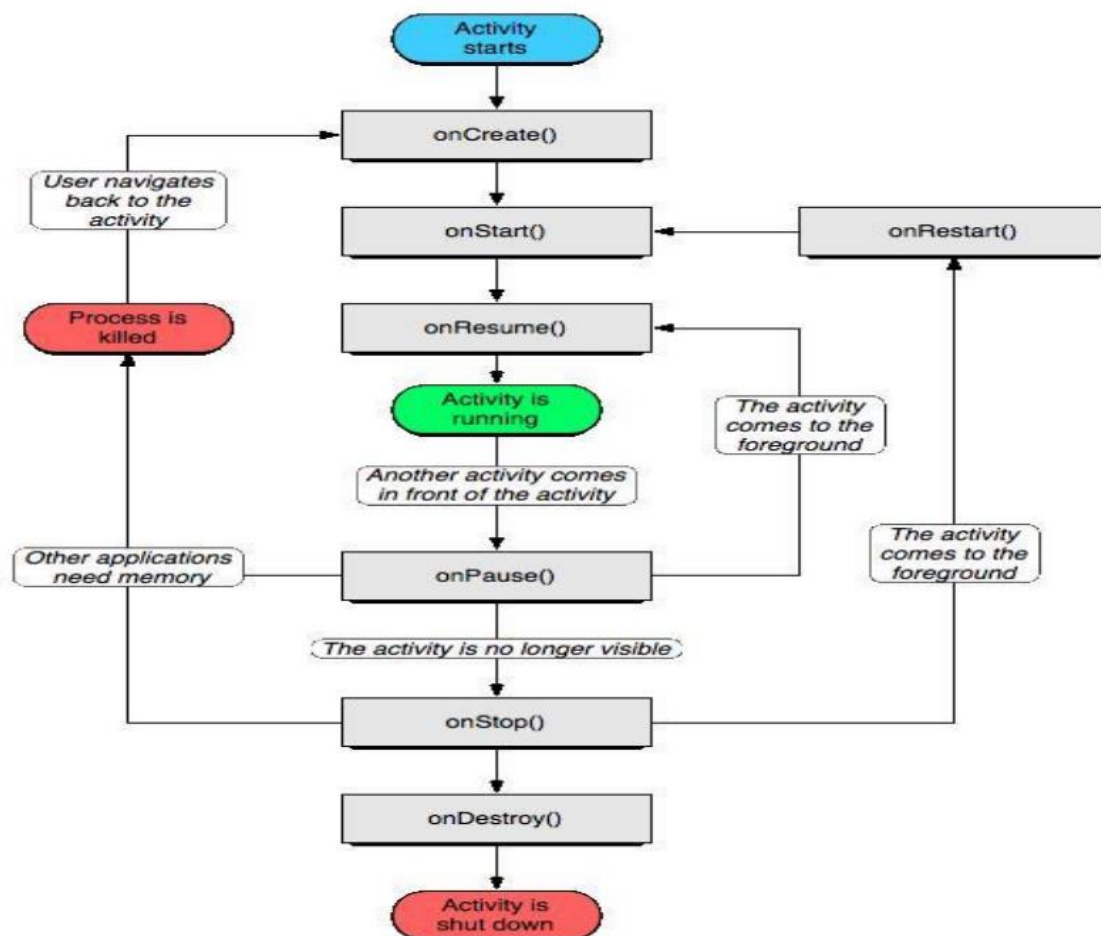 Activity
starts
onCreate()
User navigates
back to the
activity
onStart()
onRestart()
Process is
killed
onResume()
Activity is
running
The activity
comes to the
foreground
Another activity comes
in front of the activity
The activity
comes to the
foreground
Other applications
need memory
onPause()
The activity is no longer visible
onStop()
onDestroy()
Activity is
shut down